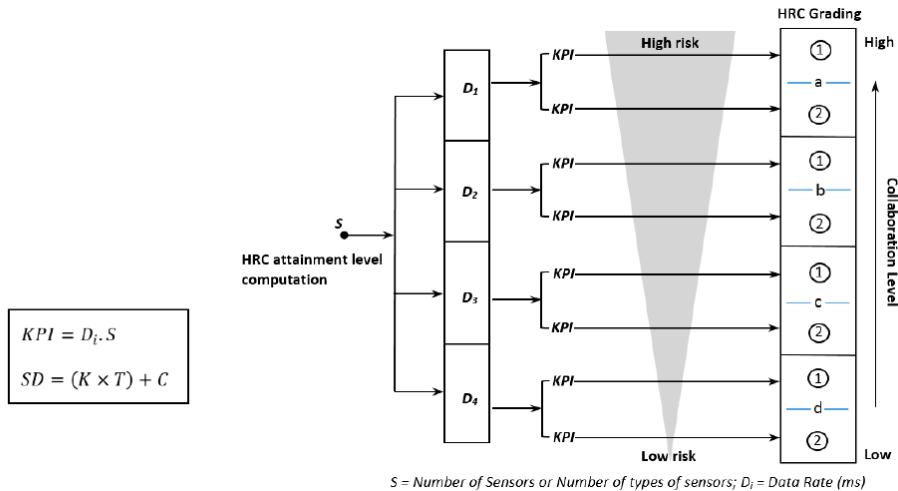 HRC Grading
High risk
High
KPI
①
D₁
a
KPI
②
KPI
①
D₂
b
KPI
②
S
HRC attainment level
computation
Collaboration Level
KPI
①
D₃
c
KPI
②
KPI = Dᵢ.S
SD = (K × T) + C
KPI
①
D₄
d
KPI
②
Low risk
Low
S = Number of Sensors or Number of types of sensors; Dᵢ = Data Rate (ms)